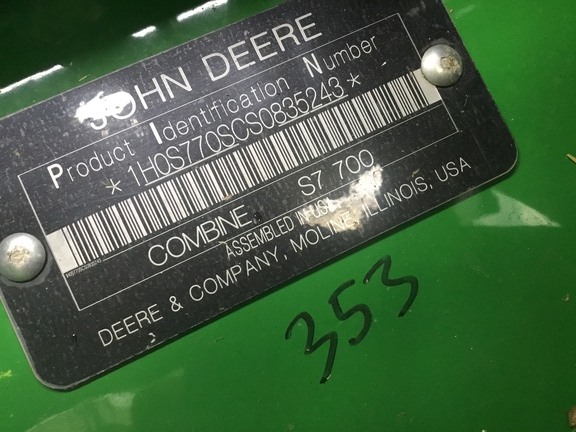 JOHN DEERE
Product Identification Number
*1H0S770SCS0835243*
COMBINE S7 700
ASSEMBLED IN USA
DEERE & COMPANY, MOLINE, ILLINOIS, USA
353